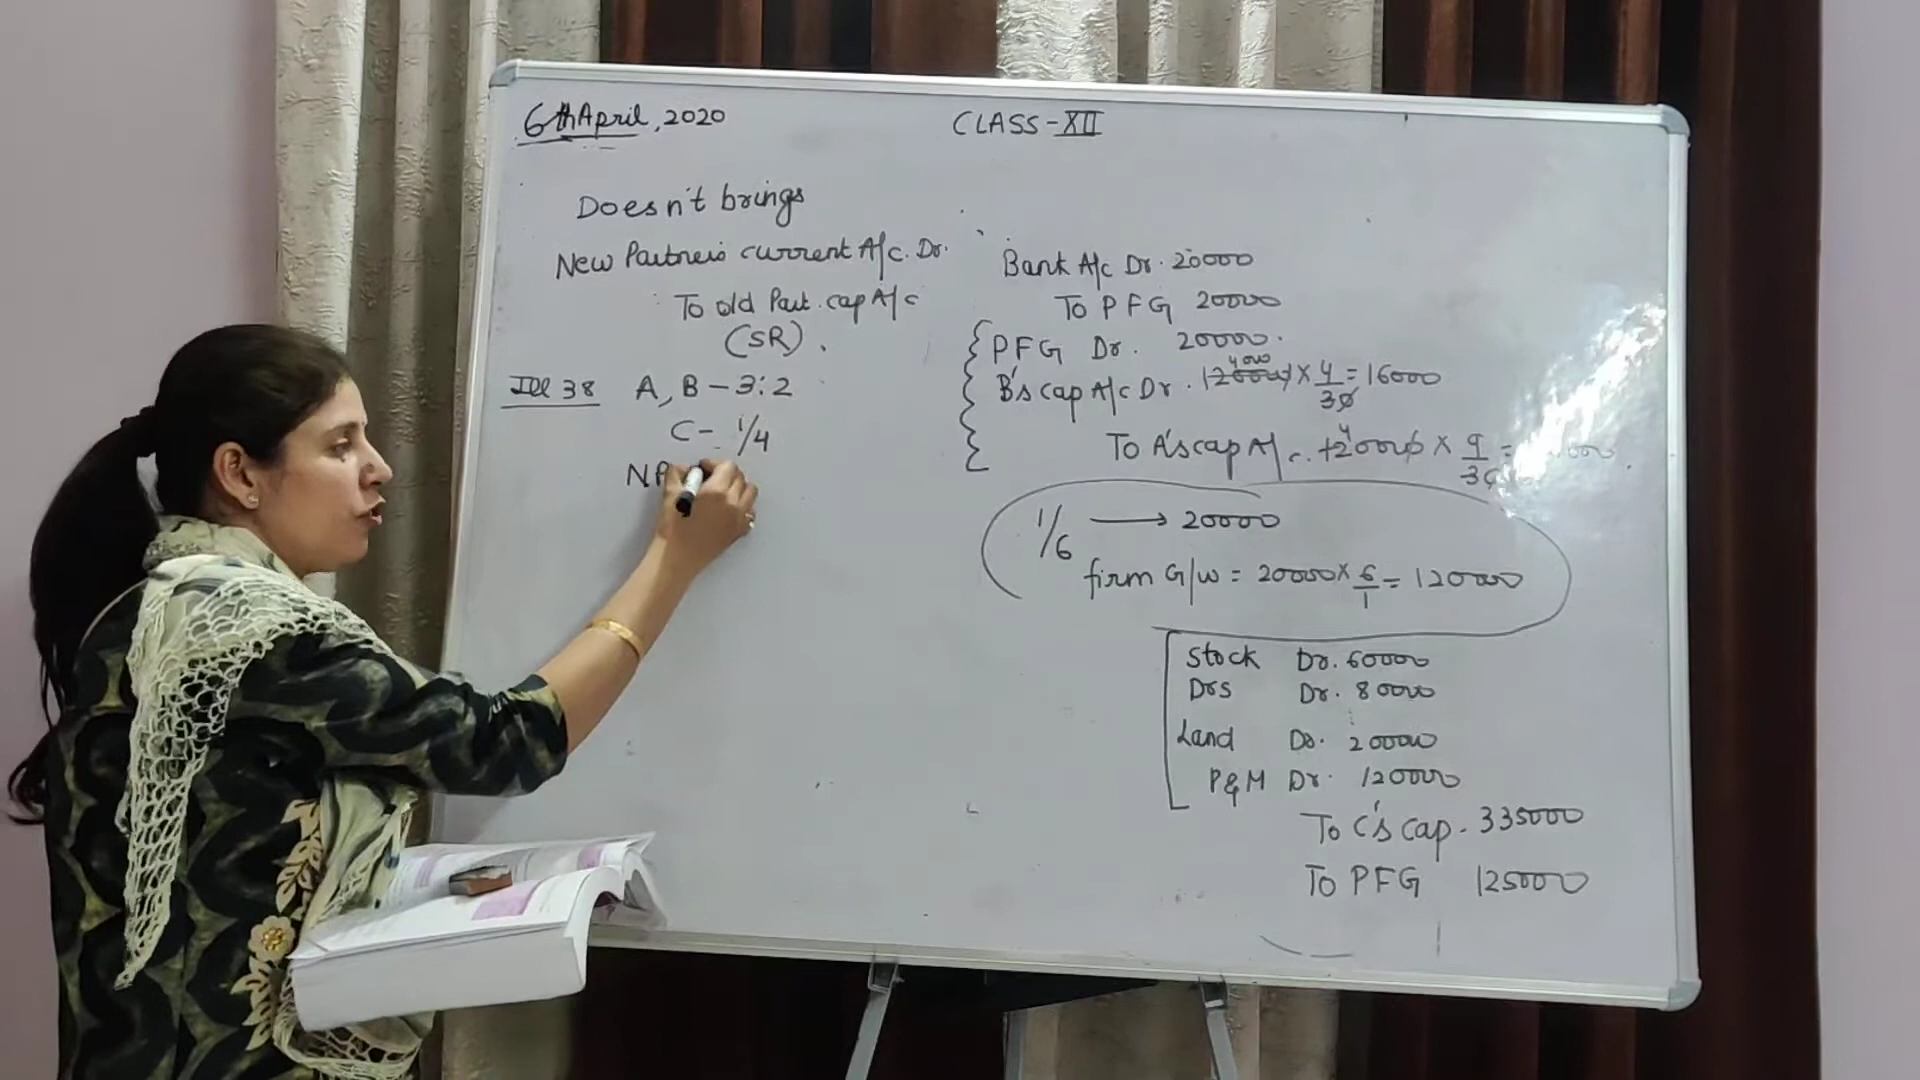 6th April, 2020
CLASS-XII
Doesn't brings
New Partner's current A/c. Dr.
To old Part. cap A/c
(SR).
Ill 38 A, B - 3:2
C - 1/4
NP
Bank A/c Dr. 20000
To PFG 20000
PFG Dr. 20000.
B's cap A/c Dr. 120000 × 4/30 = 16000
4000
To A's cap A/c. 120000 × 9/30 =
4
1/6 → 20000
firm G/w = 20000 × 6/1 = 120000
Stock Dr. 60000
Drs Dr. 80000
Land Dr. 200000
P&M Dr. 120000
To C's cap. 335000
To PFG 125000